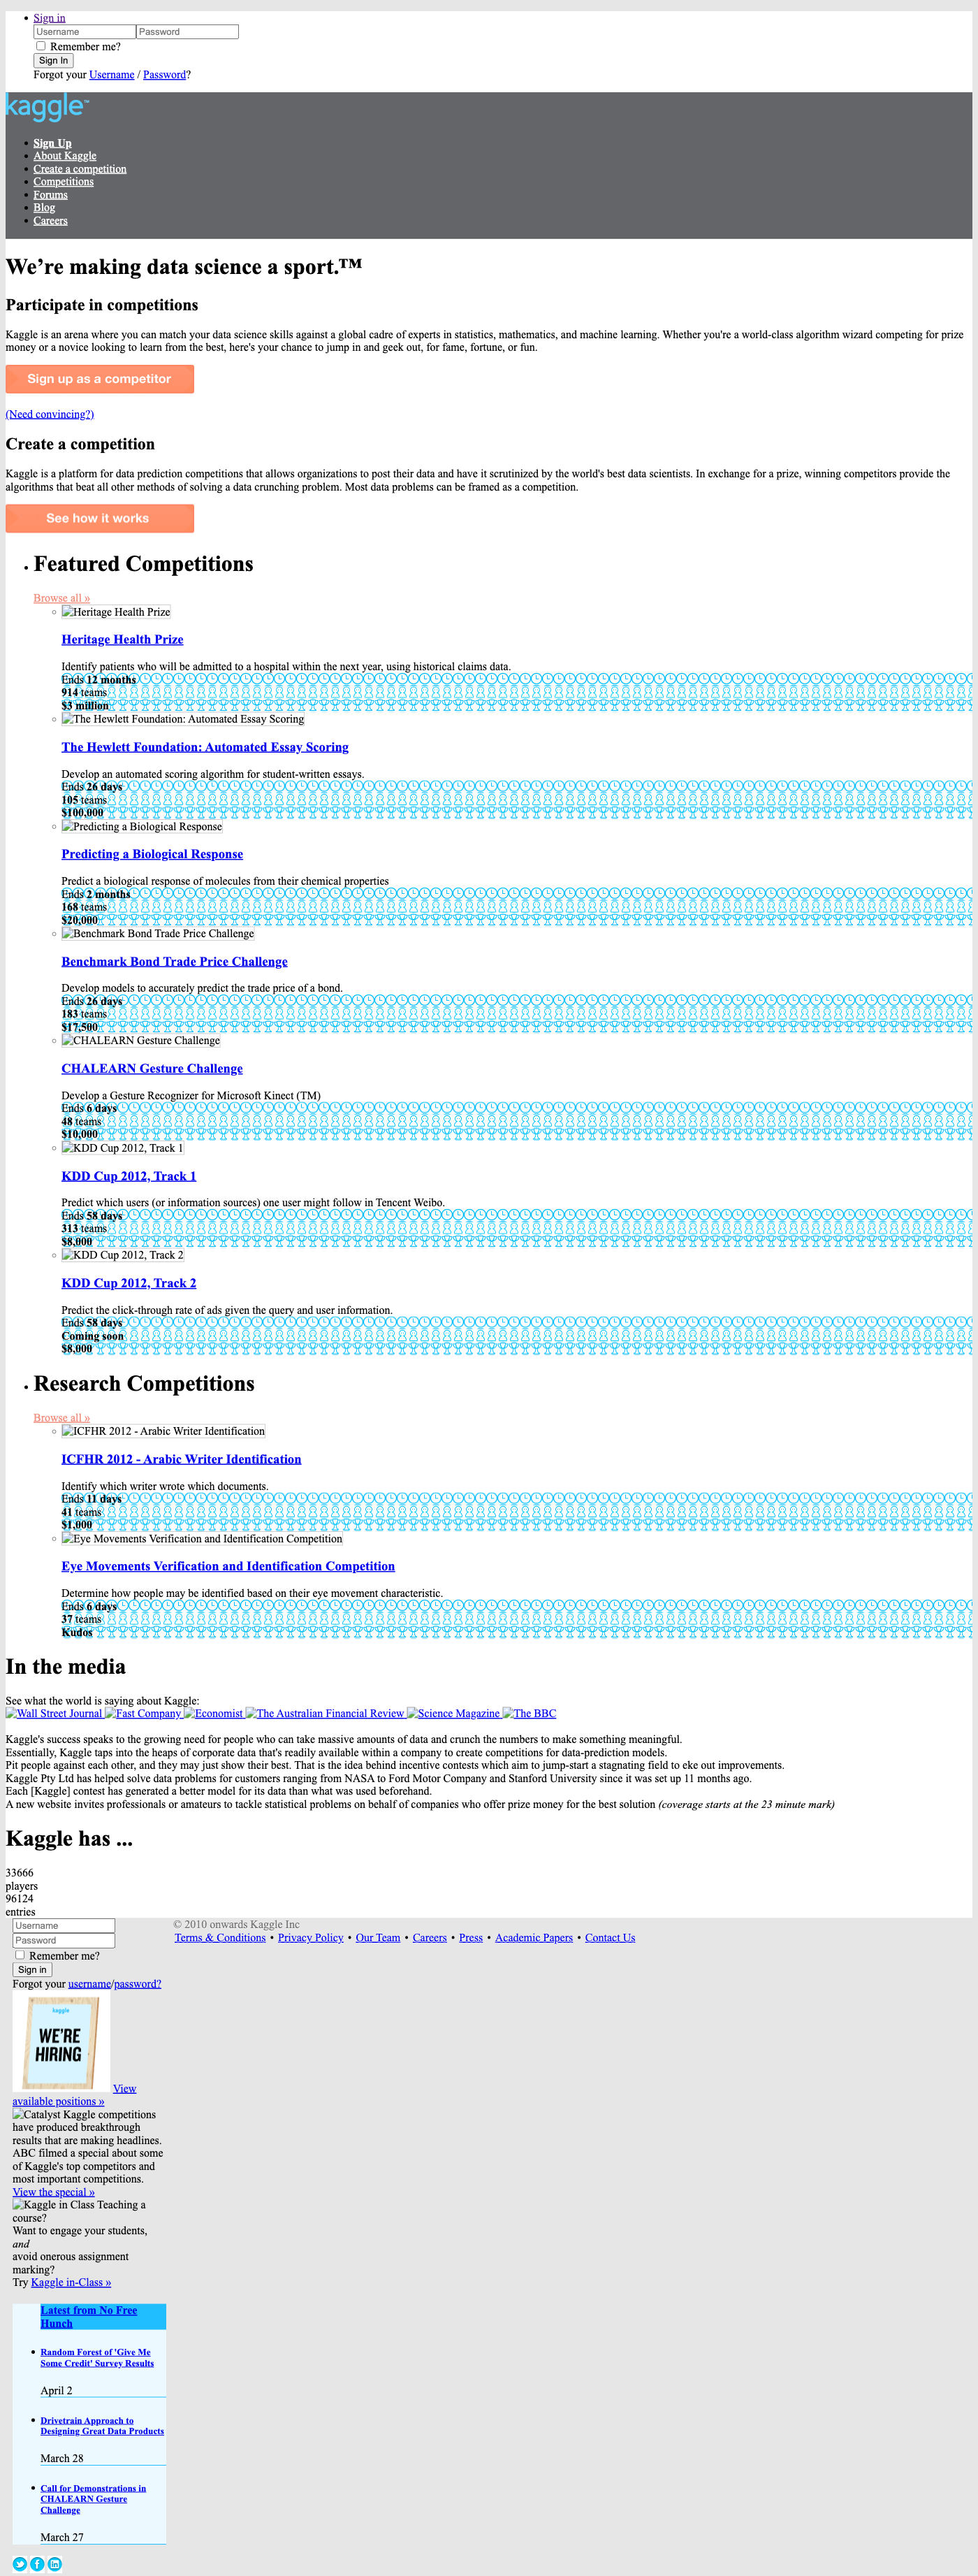 Sign in
Username Password
Remember me?
Sign In
Forgot your Username / Password?
kaggle™
Sign Up
About Kaggle
Create a competition
Competitions
Forums
Blog
Careers
We're making data science a sport.™
Participate in competitions
Kaggle is an arena where you can match your data science skills against a global cadre of experts in statistics, mathematics, and machine learning. Whether you're a world-class algorithm wizard competing for prize
money or a novice looking to learn from the best, here's your chance to jump in and geek out, for fame, fortune, or fun.
Sign up as a competitor
(Need convincing?)
Create a competition
Kaggle is a platform for data prediction competitions that allows organizations to post their data and have it scrutinized by the world's best data scientists. In exchange for a prize, winning competitors provide the
algorithms that beat all other methods of solving a data crunching problem. Most data problems can be framed as a competition.
See how it works
Featured Competitions
Browse all »
Heritage Health Prize
Heritage Health Prize
Identify patients who will be admitted to a hospital within the next year, using historical claims data.
Ends 12 months
914 teams
$3 million
The Hewlett Foundation: Automated Essay Scoring
The Hewlett Foundation: Automated Essay Scoring
Develop an automated scoring algorithm for student-written essays.
Ends 26 days
105 teams
$100,000
Predicting a Biological Response
Predicting a Biological Response
Predict a biological response of molecules from their chemical properties
Ends 2 months
168 teams
$20,000
Benchmark Bond Trade Price Challenge
Benchmark Bond Trade Price Challenge
Develop models to accurately predict the trade price of a bond.
Ends 26 days
183 teams
$17,500
CHALEARN Gesture Challenge
CHALEARN Gesture Challenge
Develop a Gesture Recognizer for Microsoft Kinect (TM)
Ends 6 days
48 teams
$10,000
KDD Cup 2012, Track 1
KDD Cup 2012, Track 1
Predict which users (or information sources) one user might follow in Tencent Weibo.
Ends 58 days
313 teams
$8,000
KDD Cup 2012, Track 2
KDD Cup 2012, Track 2
Predict the click-through rate of ads given the query and user information.
Ends 58 days
Coming soon
$8,000
Research Competitions
Browse all »
ICFHR 2012 - Arabic Writer Identification
ICFHR 2012 - Arabic Writer Identification
Identify which writer wrote which documents.
Ends 11 days
41 teams
$1,000
Eye Movements Verification and Identification Competition
Eye Movements Verification and Identification Competition
Determine how people may be identified based on their eye movement characteristic.
Ends 6 days
37 teams
Kudos
In the media
See what the world is saying about Kaggle:
Wall Street Journal Fast Company Economist The Australian Financial Review Science Magazine The BBC
Kaggle's success speaks to the growing need for people who can take massive amounts of data and crunch the numbers to make something meaningful.
Essentially, Kaggle taps into the heaps of corporate data that's readily available within a company to create competitions for data-prediction models.
Pit people against each other, and they may just show their best. That is the idea behind incentive contests which aim to jump-start a stagnating field to eke out improvements.
Kaggle Pty Ltd has helped solve data problems for customers ranging from NASA to Ford Motor Company and Stanford University since it was set up 11 months ago.
Each [Kaggle] contest has generated a better model for its data than what was used beforehand.
A new website invites professionals or amateurs to tackle statistical problems on behalf of companies who offer prize money for the best solution (coverage starts at the 23 minute mark)
Kaggle has ...
33666
players
96124
entries
© 2010 onwards Kaggle Inc
Terms & Conditions • Privacy Policy • Our Team • Careers • Press • Academic Papers • Contact Us
Username
Password
Remember me?
Sign in
Forgot your username/password?
kaggle
WE'RE
HIRING
View
available positions »
Catalyst Kaggle competitions
have produced breakthrough
results that are making headlines.
ABC filmed a special about some
of Kaggle's top competitors and
most important competitions.
View the special »
Kaggle in Class Teaching a
course?
Want to engage your students,
and
avoid onerous assignment
marking?
Try Kaggle in-Class »
Latest from No Free
Hunch
Random Forest of 'Give Me
Some Credit' Survey Results
April 2
Drivetrain Approach to
Designing Great Data Products
March 28
Call for Demonstrations in
CHALEARN Gesture
Challenge
March 27